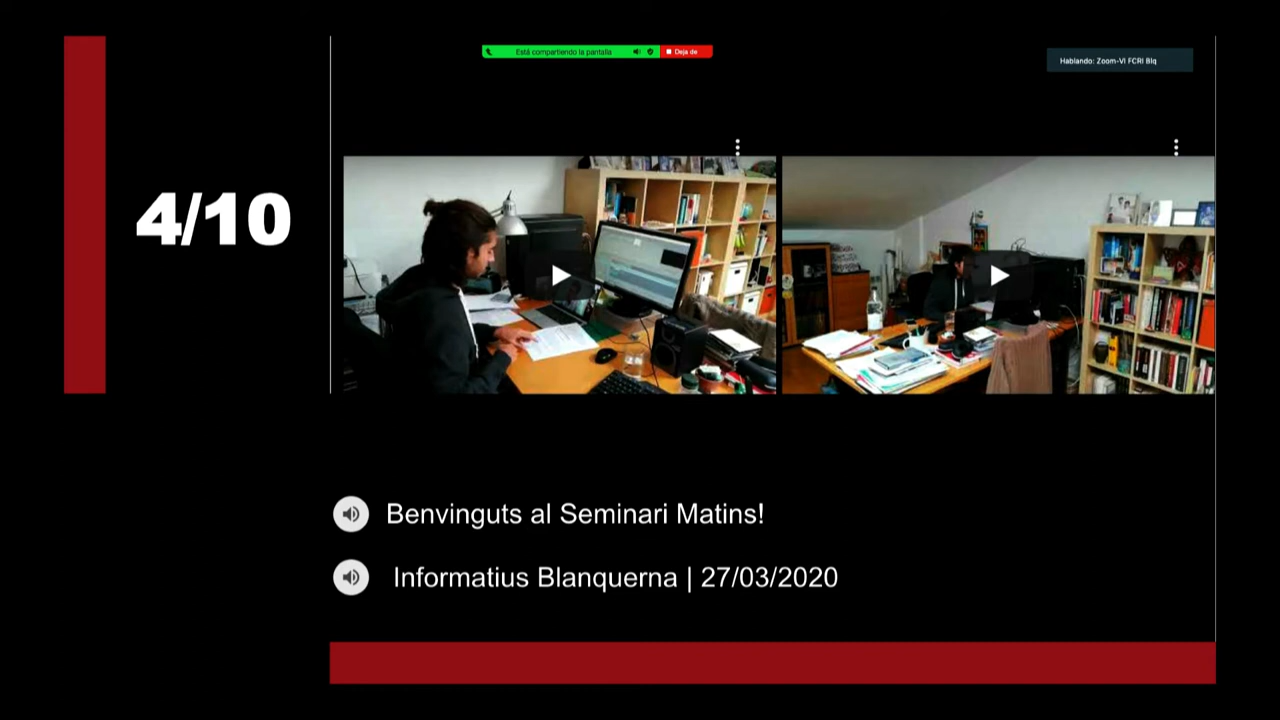 Está compartiendo la pantalla
Deja de
Hablando: Zoom-VI FCRI Blq
4/10
Benvinguts al Seminari Matins!
Informatius Blanquerna | 27/03/2020